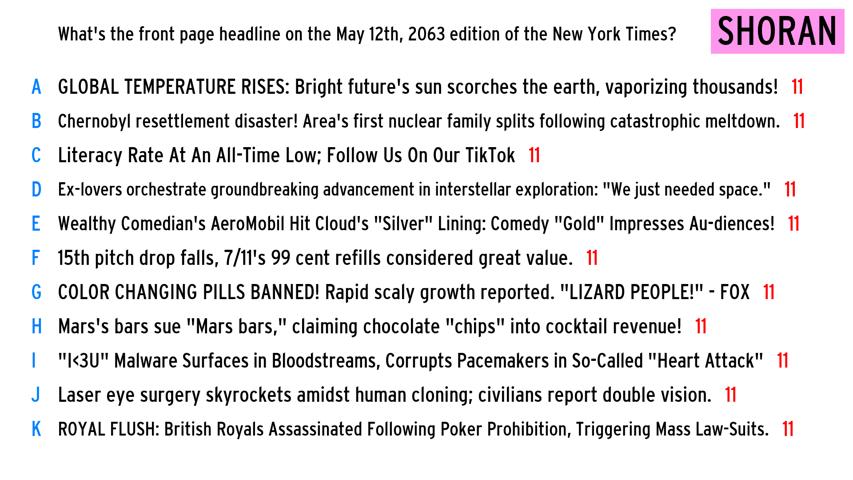 What's the front page headline on the May 12th, 2063 edition of the New York Times?
SHORAN
A GLOBAL TEMPERATURE RISES: Bright future's sun scorches the earth, vaporizing thousands! 11
B Chernobyl resettlement disaster! Area's first nuclear family splits following catastrophic meltdown. 11
C Literacy Rate At An All-Time Low; Follow Us On Our TikTok 11
D Ex-lovers orchestrate groundbreaking advancement in interstellar exploration: "We just needed space." 11
E Wealthy Comedian's AeroMobil Hit Cloud's "Silver" Lining: Comedy "Gold" Impresses Au-diences! 11
F 15th pitch drop falls, 7/11's 99 cent refills considered great value. 11
G COLOR CHANGING PILLS BANNED! Rapid scaly growth reported. "LIZARD PEOPLE!" - FOX 11
H Mars's bars sue "Mars bars," claiming chocolate "chips" into cocktail revenue! 11
I "I<3U" Malware Surfaces in Bloodstreams, Corrupts Pacemakers in So-Called "Heart Attack" 11
J Laser eye surgery skyrockets amidst human cloning; civilians report double vision. 11
K ROYAL FLUSH: British Royals Assassinated Following Poker Prohibition, Triggering Mass Law-Suits. 11